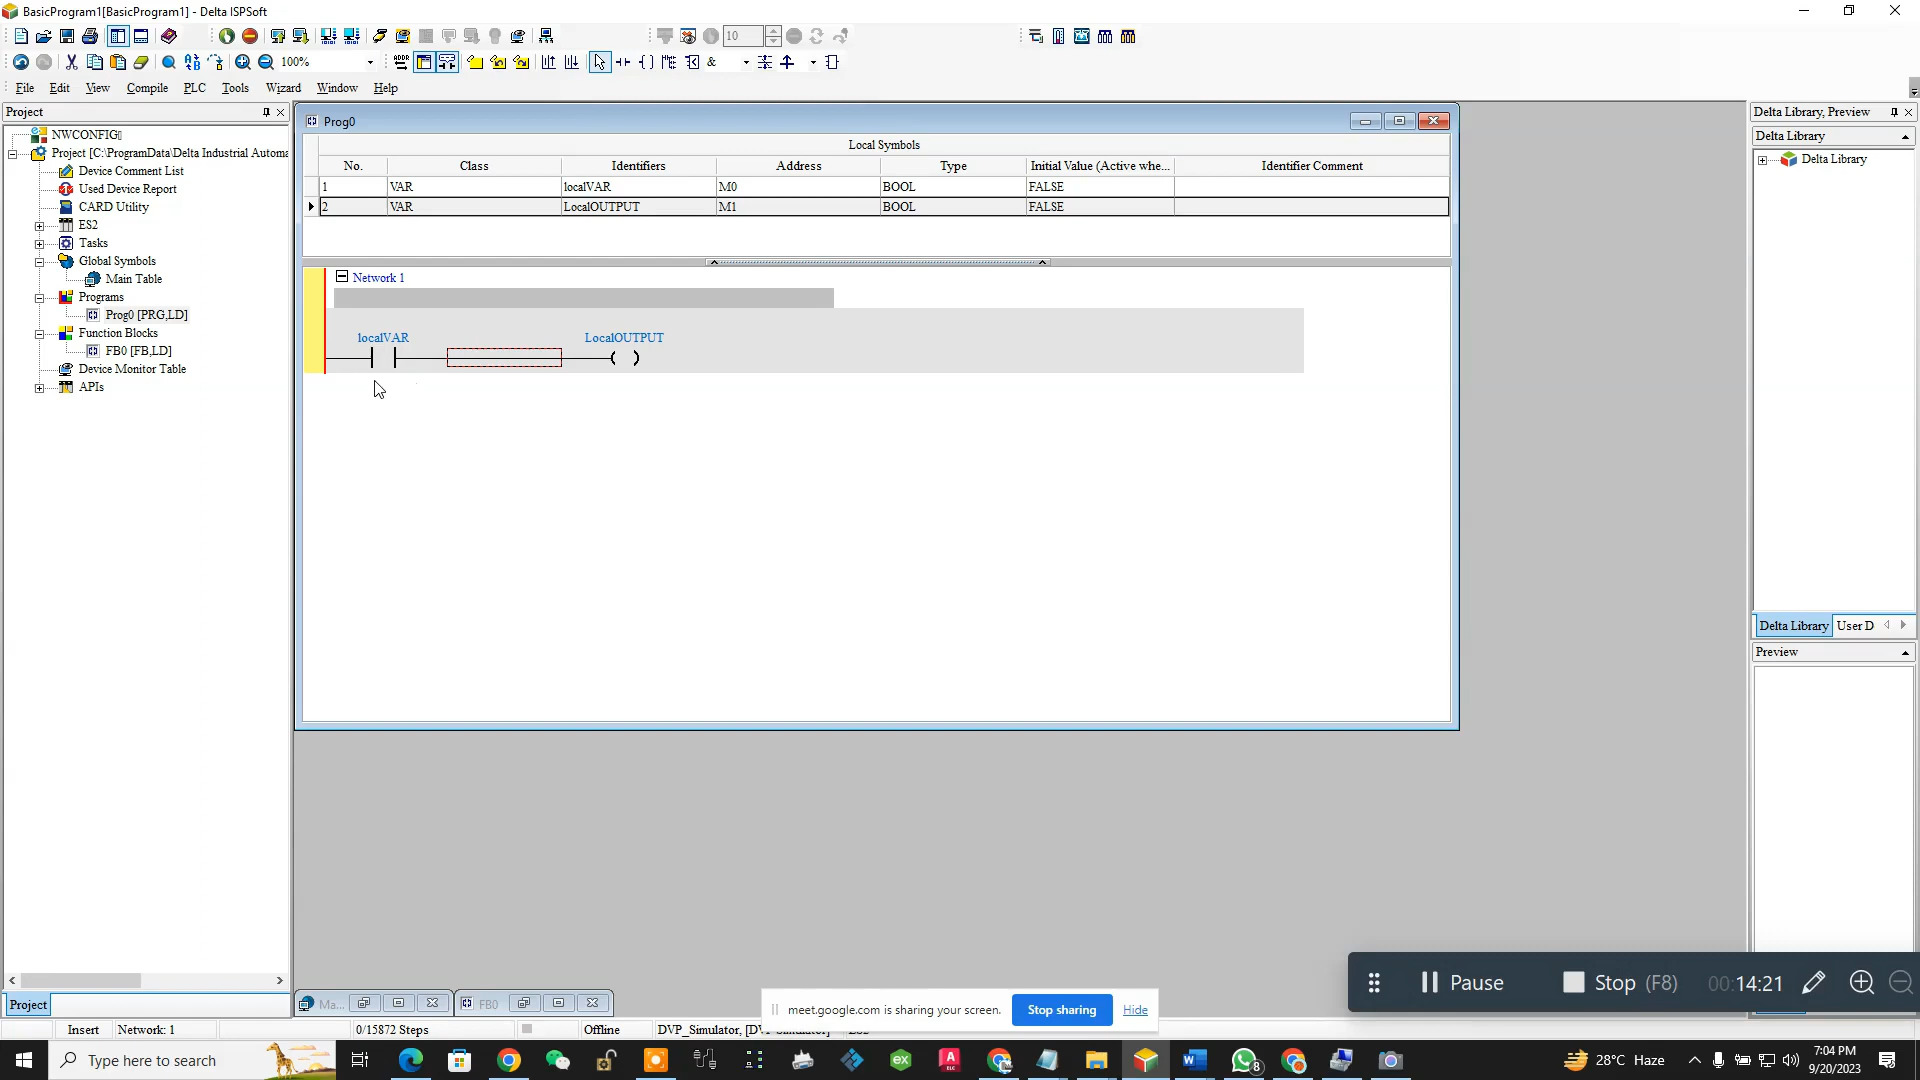 BasicProgram1[BasicProgram1] - Delta ISPSoft
10
100%
&
File Edit View Compile PLC Tools Wizard Window Help
Project
NWCONFIG
Project [C:\ProgramData\Delta Industrial Automa
Device Comment List
Used Device Report
CARD Utility
ES2
Tasks
Global Symbols
Main Table
Programs
Prog0 [PRG,LD]
Function Blocks
FB0 [FB,LD]
Device Monitor Table
APIs
Project
Prog0
Local Symbols
No. Class Identifiers Address Type Initial Value (Active whe... Identifier Comment
1 VAR localVAR M0 BOOL FALSE
2 VAR LocalOUTPUT M1 BOOL FALSE
Network 1
localVAR LocalOUTPUT
Delta Library, Preview
Delta Library
Delta Library
Delta Library User D
Preview
Ma... FB0
meet.google.com is sharing your screen. Stop sharing Hide
Pause Stop (F8) 00:14:21
Insert Network: 1 0/15872 Steps Offline DVP_Simulator,
Type here to search
8
28°C Haze
7:04 PM
9/20/2023